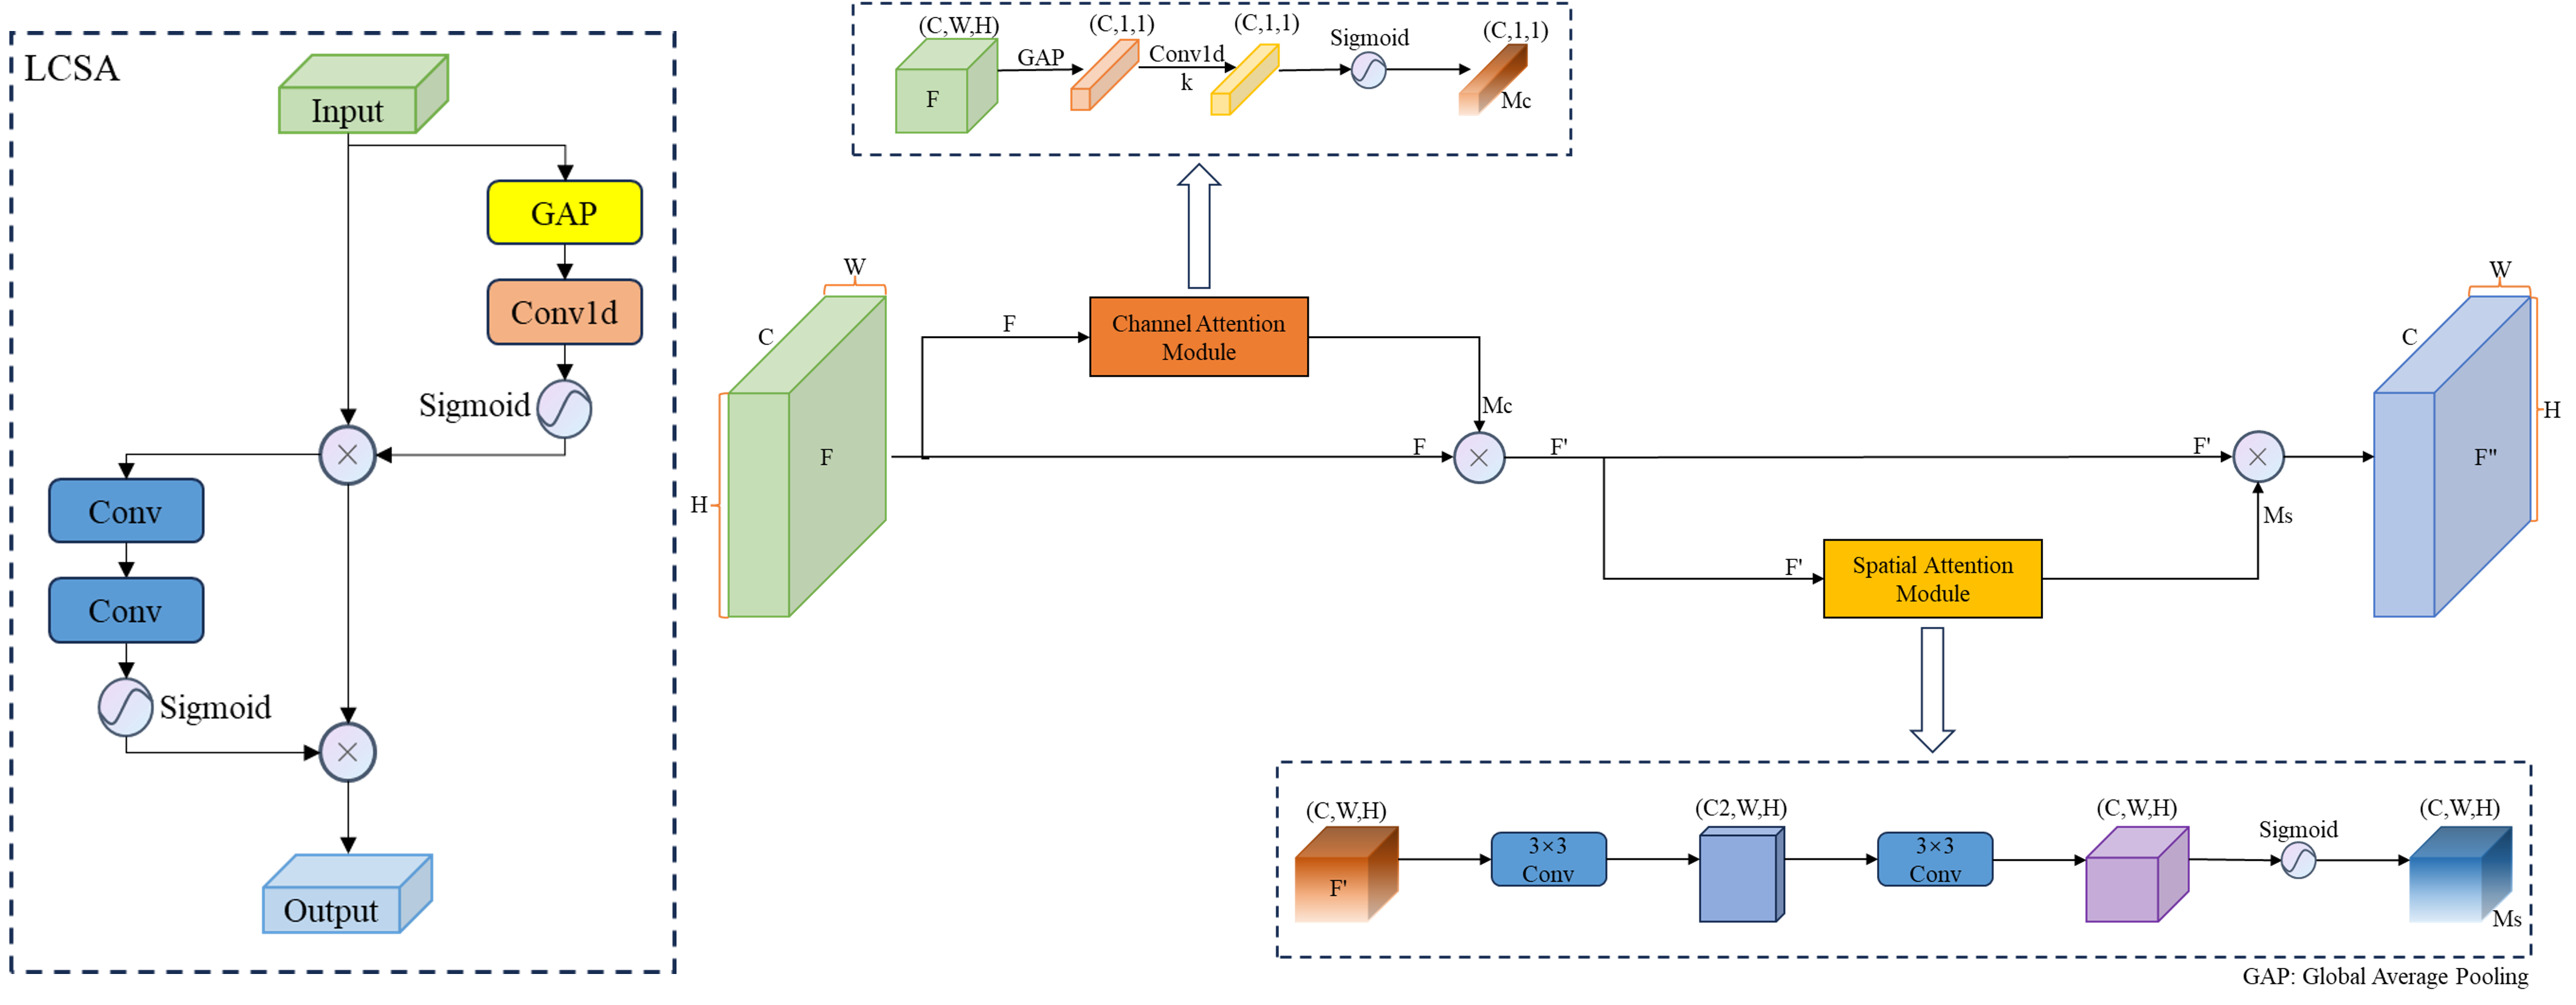 LCSA
Input
GAP
Conv1d
Sigmoid
×
Conv
Conv
Sigmoid
×
Output
(C,W,H)
F
GAP
(C,1,1)
Conv1d
k
(C,1,1)
Sigmoid
(C,1,1)
Mc
W
C
H
F
F
Channel Attention
Module
Mc
F
×
F'
F'
Spatial Attention
Module
F'
×
Ms
W
C
H
F"
(C,W,H)
F'
3×3
Conv
(C2,W,H)
3×3
Conv
(C,W,H)
Sigmoid
(C,W,H)
Ms
GAP: Global Average Pooling